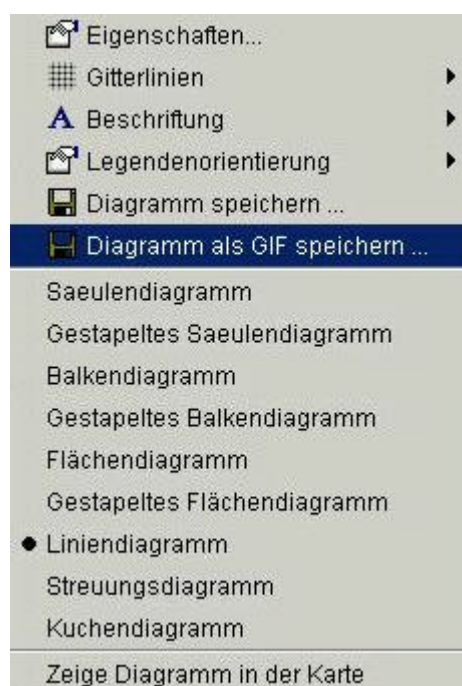 Eigenschaften...
Gitterlinien
Beschriftung
Legendenorientierung
Diagramm speichern ...
Diagramm als GIF speichern ...
Saeulendiagramm
Gestapeltes Saeulendiagramm
Balkendiagramm
Gestapeltes Balkendiagramm
Flächendiagramm
Gestapeltes Flächendiagramm
Liniendiagramm
Streuungsdiagramm
Kuchendiagramm
Zeige Diagramm in der Karte